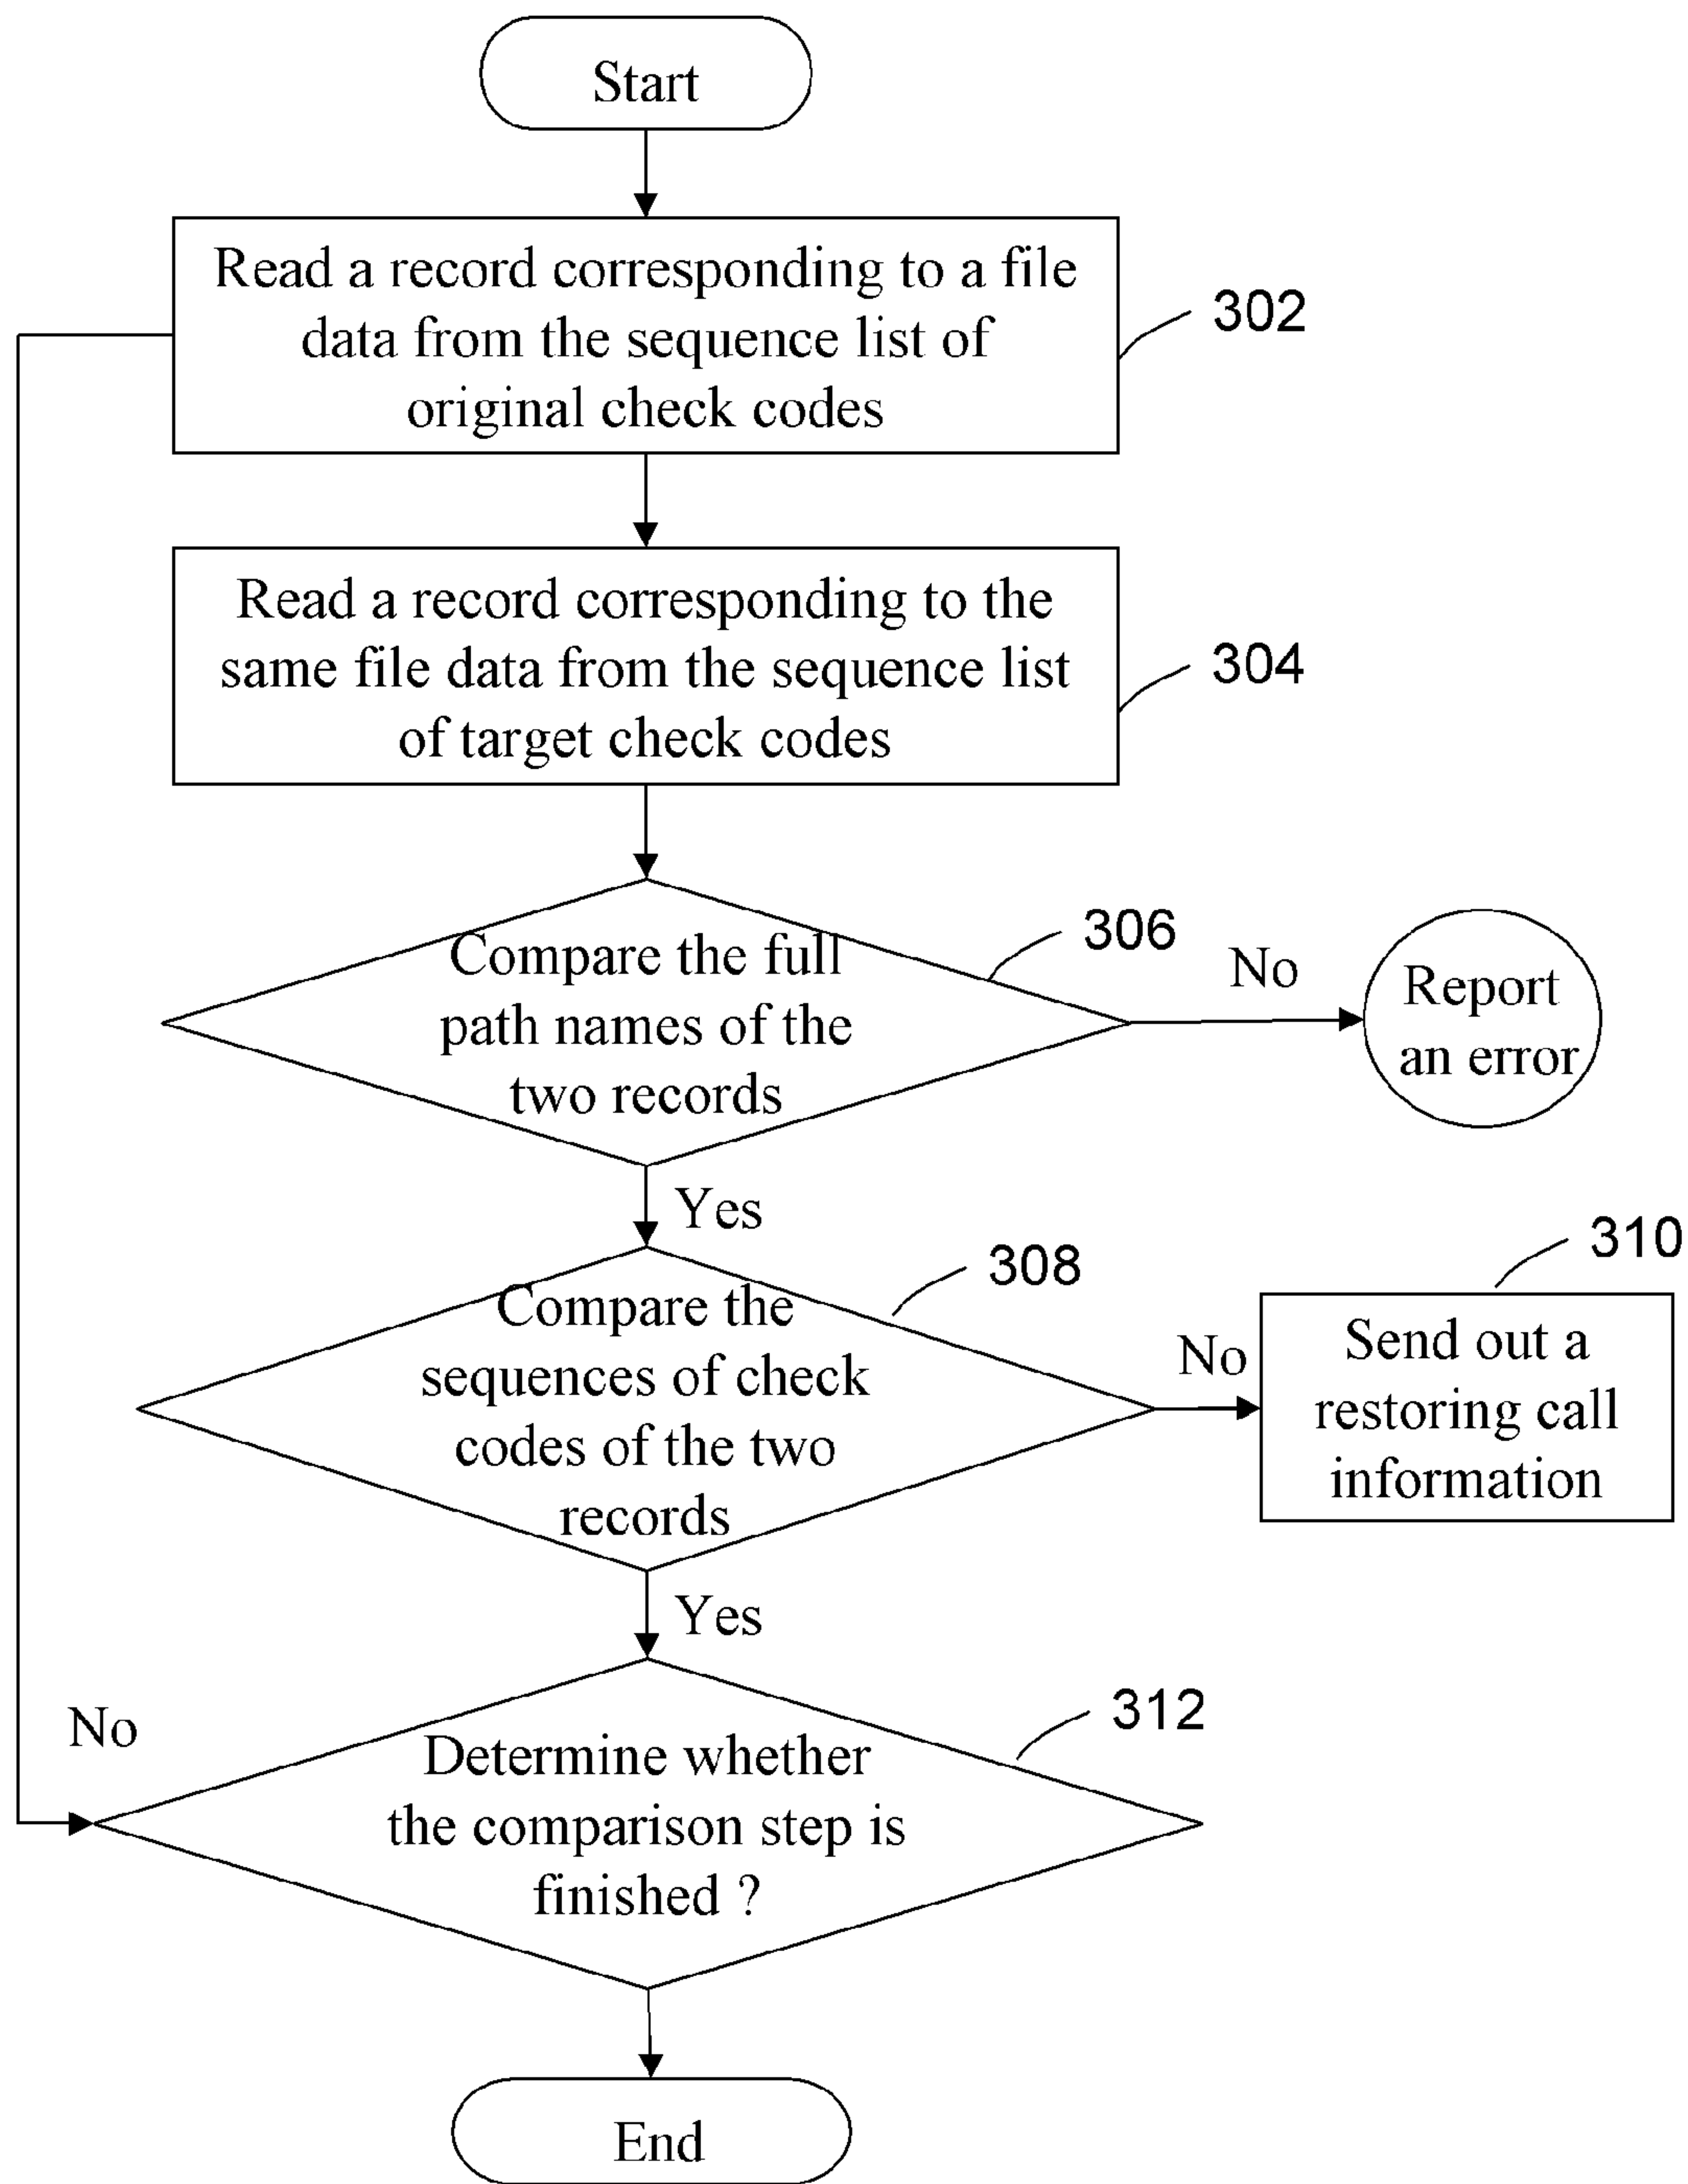 Start
Read a record corresponding to a file
data from the sequence list of
original check codes
302
Read a record corresponding to the
same file data from the sequence list
of target check codes
304
Compare the full
path names of the
two records
306
No
Report
an error
Yes
Compare the
sequences of check
codes of the two
records
308
No
310
Send out a
restoring call
information
Yes
No
Determine whether
the comparison step is
finished ?
312
End